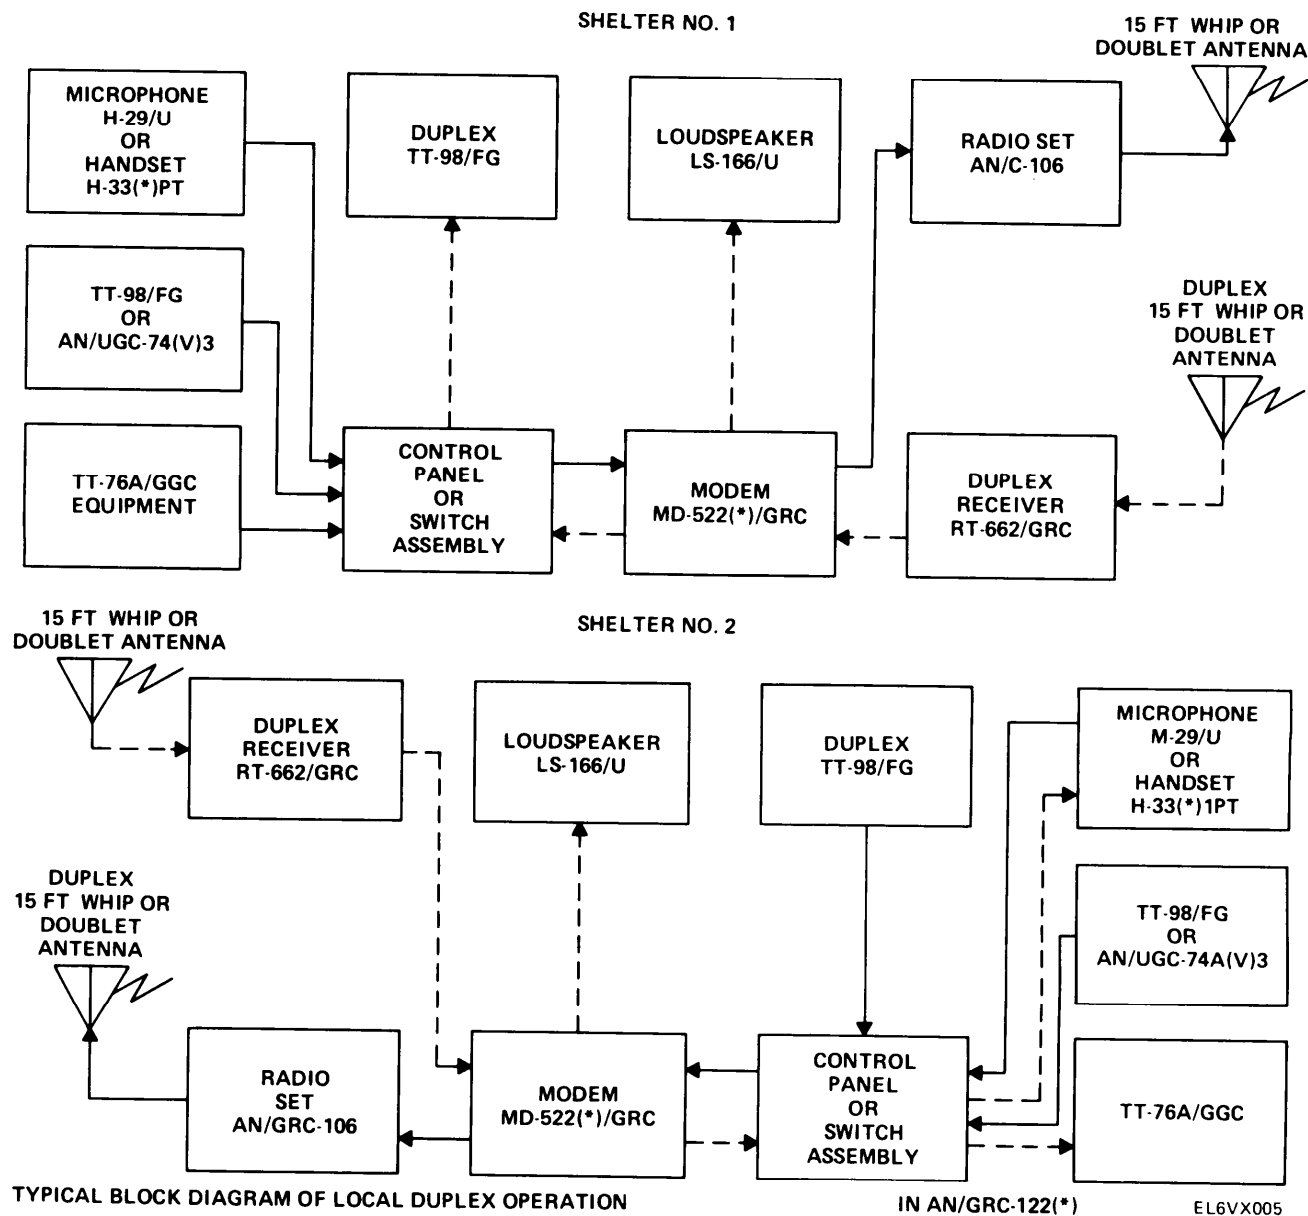 SHELTER NO. 1
15 FT WHIP OR
DOUBLET ANTENNA
MICROPHONE
H-29/U
OR
HANDSET
H-33(*)PT
DUPLEX
TT-98/FG
LOUDSPEAKER
LS-166/U
RADIO SET
AN/C-106
TT-98/FG
OR
AN/UGC-74(V)3
DUPLEX
15 FT WHIP OR
DOUBLET
ANTENNA
TT-76A/GGC
EQUIPMENT
CONTROL
PANEL
OR
SWITCH
ASSEMBLY
MODEM
MD-522(*)/GRC
DUPLEX
RECEIVER
RT-662/GRC
SHELTER NO. 2
15 FT WHIP OR
DOUBLET ANTENNA
DUPLEX
RECEIVER
RT-662/GRC
LOUDSPEAKER
LS-166/U
DUPLEX
TT-98/FG
MICROPHONE
M-29/U
OR
HANDSET
H-33(*)1PT
DUPLEX
15 FT WHIP OR
DOUBLET
ANTENNA
TT-98/FG
OR
AN/UGC-74A(V)3
RADIO
SET
AN/GRC-106
MODEM
MD-522(*)/GRC
CONTROL
PANEL
OR
SWITCH
ASSEMBLY
TT-76A/GGC
TYPICAL BLOCK DIAGRAM OF LOCAL DUPLEX OPERATION IN AN/GRC-122(*)
EL6VX005